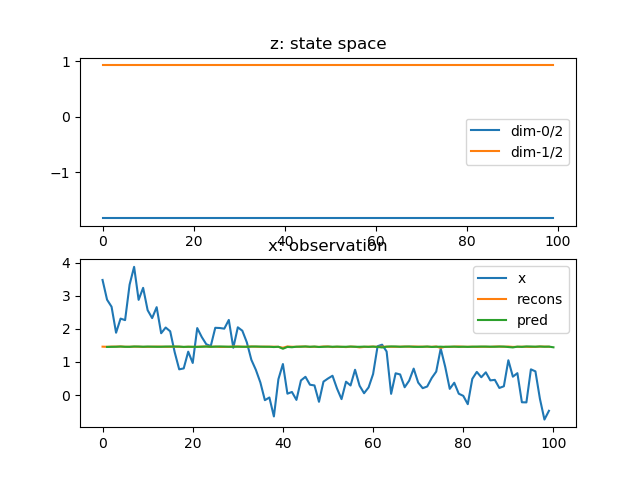 z: state space
1
0
−1
dim-0/2
dim-1/2
0 20 40 60 80 100
x: observation
4
3
2
1
0
x
recons
pred
0 20 40 60 80 100